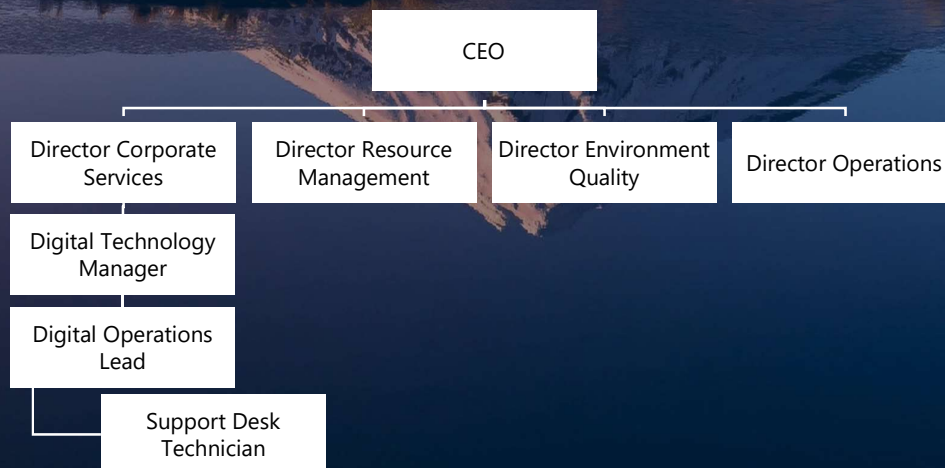 CEO
Director Corporate
Services
Director Resource
Management
Director Environment
Quality
Director Operations
Digital Technology
Manager
Digital Operations
Lead
Support Desk
Technician